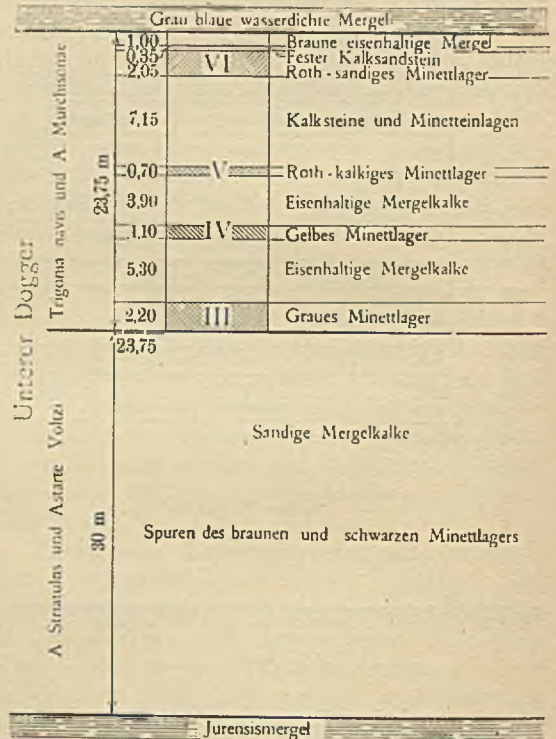 Grau blaue wasserdichte Mergel
1,00 Braune eisenhaltige Mergel
0,35 Fester Kalksandstein
2,05 VI Roth-sandiges Minettlager
7,15 Kalksteine und Minetteinlagen
0,70 V Roth-kalkiges Minettlager
3,90 Eisenhaltige Mergelkalke
1,10 IV Gelbes Minettlager
5,30 Eisenhaltige Mergelkalke
2,20 III Graues Minettlager
23,75
23,75 m
Trigonia navis und A Murchisonae
Unterer Dogger
Sandige Mergelkalke
Spuren des braunen und schwarzen Minettlagers
30 m
A Striatulus und Astarte Voltzi
Jurensismergel